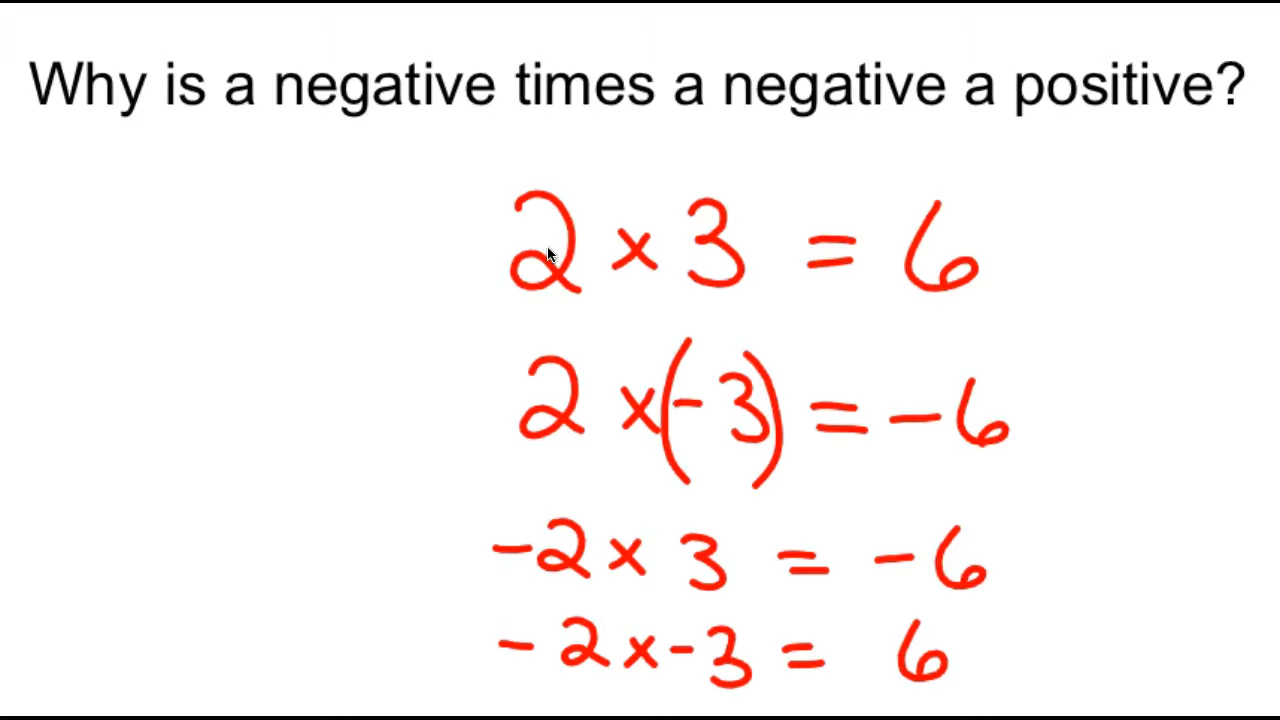 Why is a negative times a negative a positive?
2 × 3 = 6
2 ×(-3) = -6
-2 × 3 = -6
-2 × -3 = 6